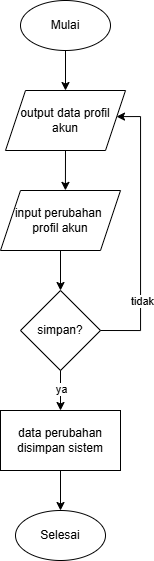 Mulai
output data profil
akun
input perubahan
profil akun
simpan?
tidak
ya
data perubahan
disimpan sistem
Selesai